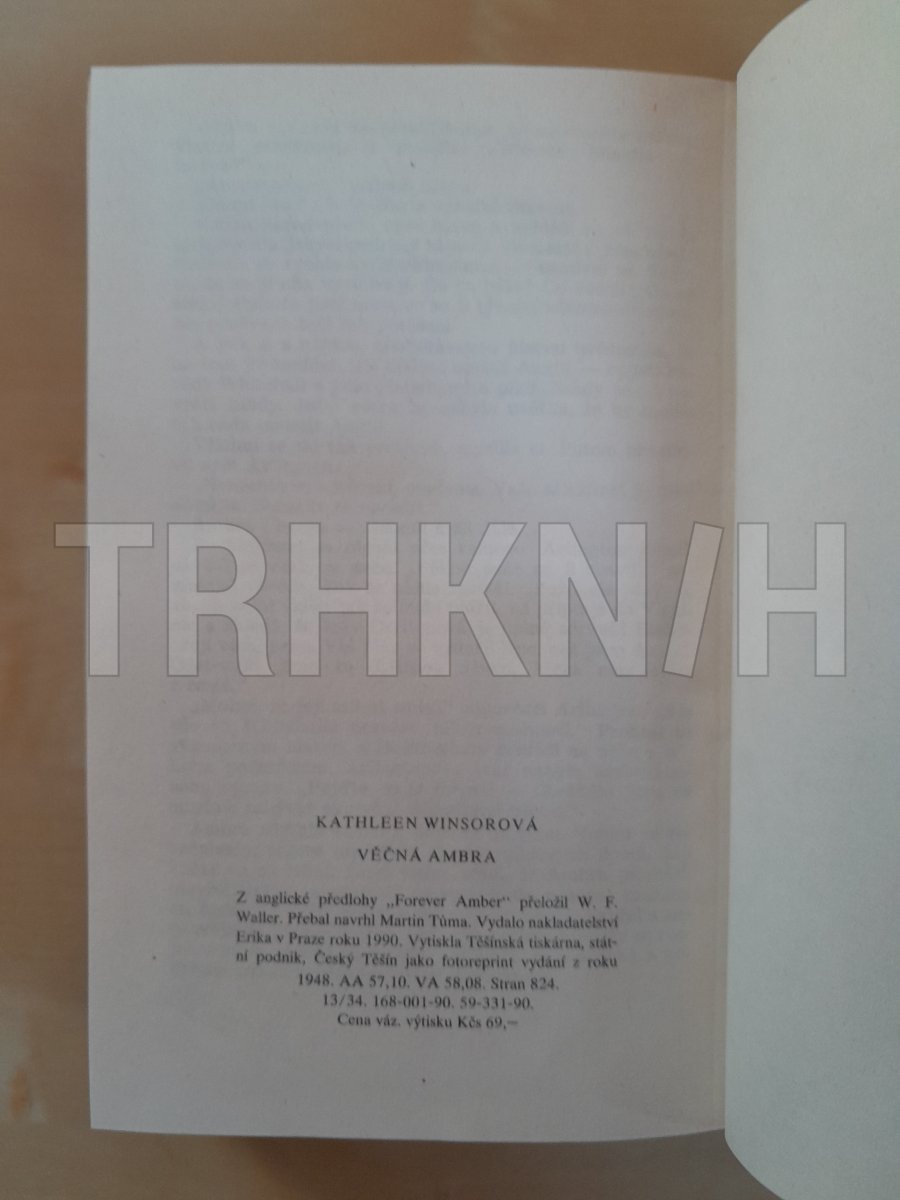 TRHKNIH
KATHLEEN WINSOROVÁ
VĚČNÁ AMBRA
Z anglické předlohy „Forever Amber“ přeložil W. F.
Waller. Přebal navrhl Martin Tůma. Vydalo nakladatelství
Erika v Praze roku 1990. Vytiskla Těšínská tiskárna, stát-
ní podnik, Český Těšín jako fotoreprint vydání z roku
1948. AA 57,10. VA 58,08. Stran 824.
13/34. 168-001-90. 59-331-90.
Cena váz. výtisku Kčs 69,–